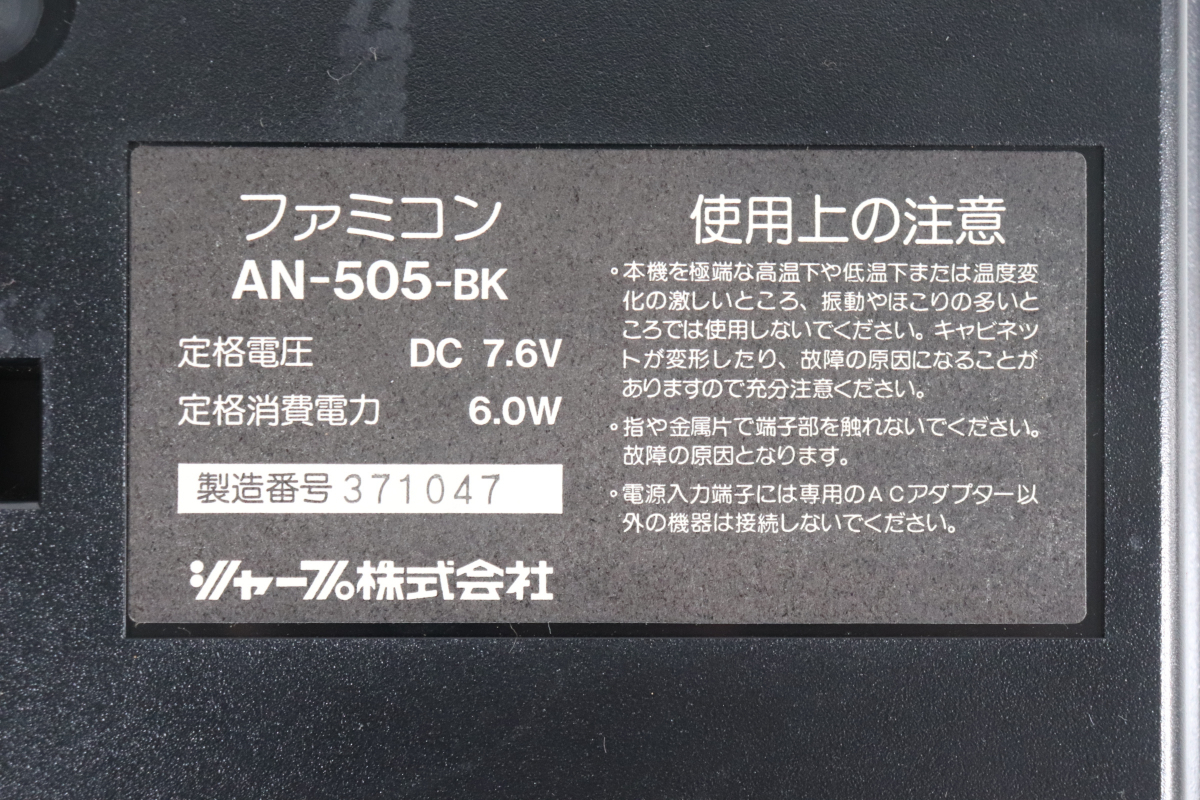 ファミコン
AN-505-BK
定格電圧 DC 7.6V
定格消費電力 6.0W
製造番号 371047
シャープ株式会社
使用上の注意
•本機を極端な高温下や低温下または温度変
化の激しいところ、振動やほこりの多いと
ころでは使用しないでください。キャビネッ
トが変形したり、故障の原因になることが
ありますので充分注意ください。
•指や金属片で端子部を触れないでください。
故障の原因となります。
•電源入力端子には専用のACアダプター以
外の機器は接続しないでください。